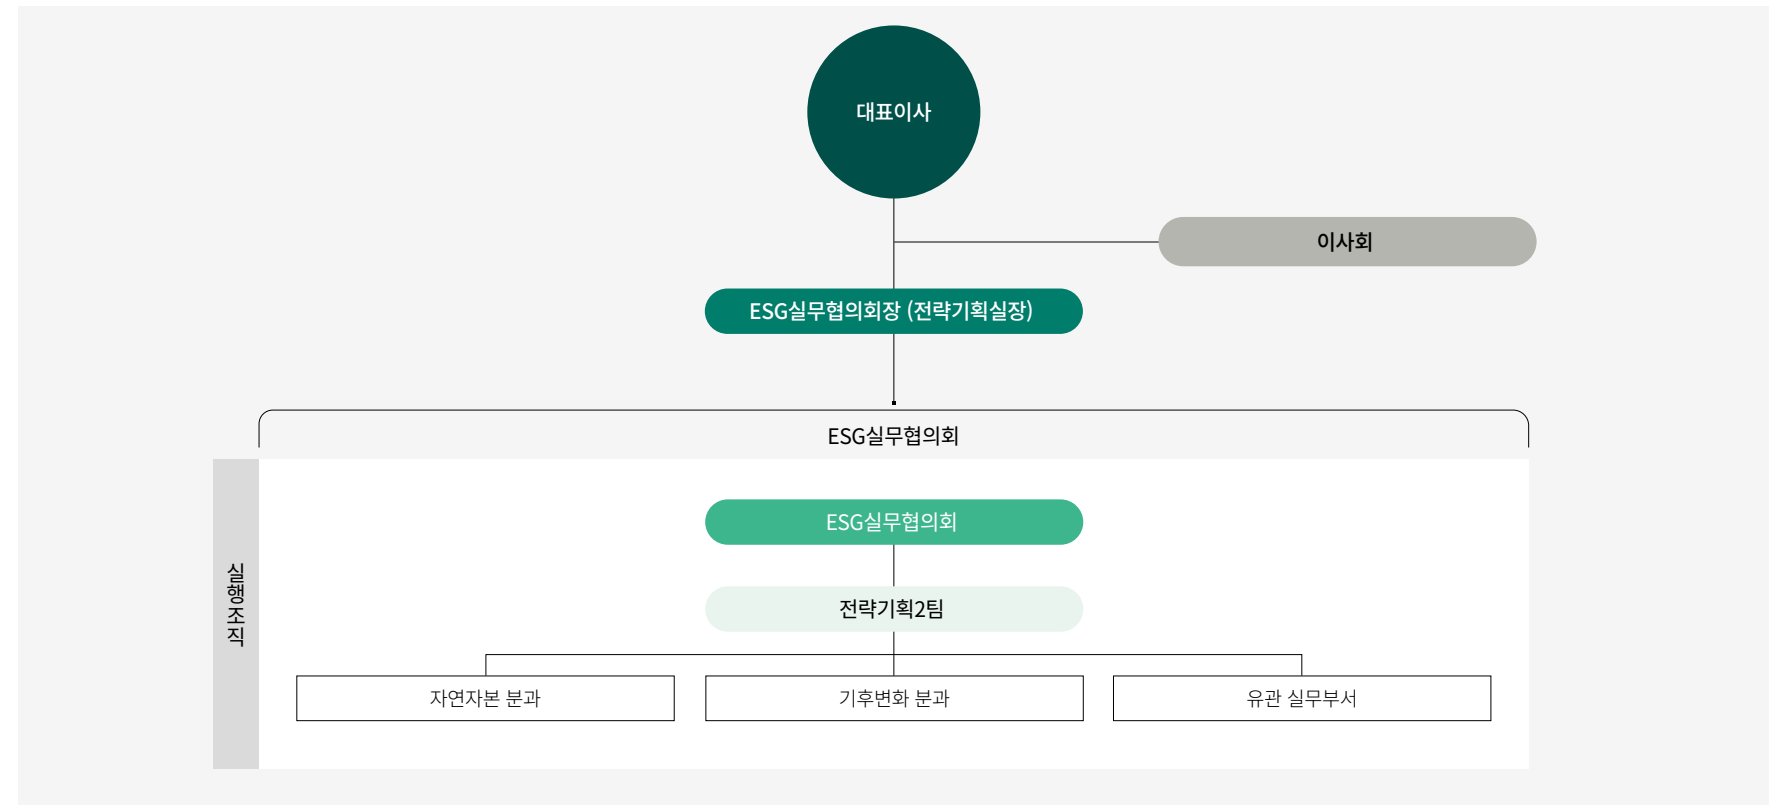 대표이사
이사회
ESG실무협의회장 (전략기획실장)
ESG실무협의회
실행조직
ESG실무협의회
전략기획2팀
자연자본 분과
기후변화 분과
유관 실무부서